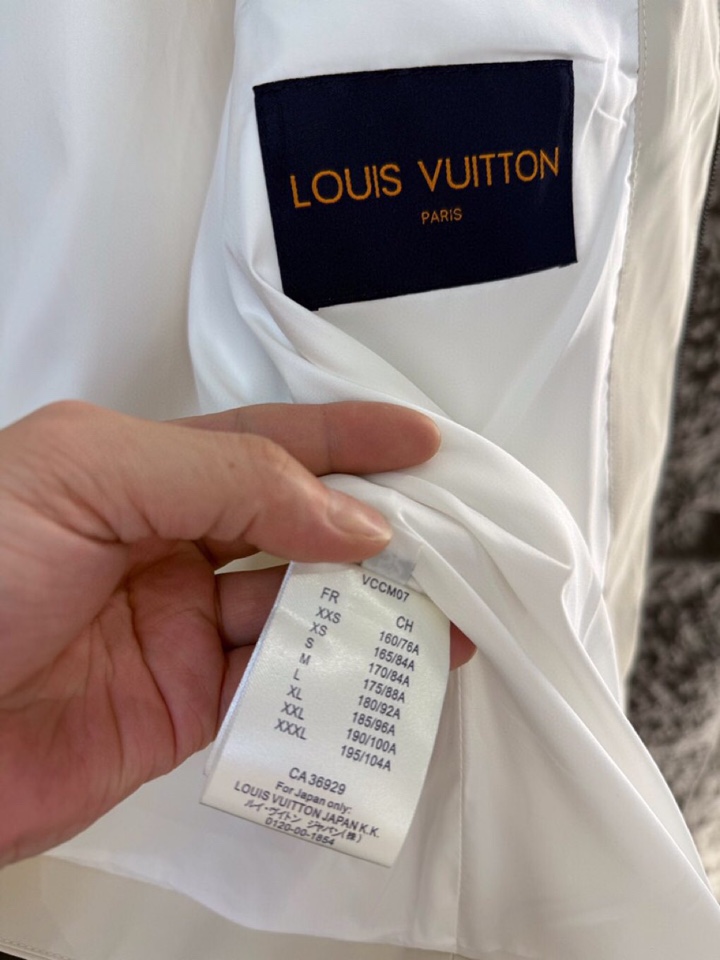 LOUIS VUITTON
PARIS
VCCM07
FR CH
XXS 160/76A
XS 165/84A
S 170/84A
M 175/88A
L 180/92A
XL 185/96A
XXL 190/100A
XXXL 195/104A
CA 36929
For Japan only:
LOUIS VUITTON JAPAN K.K.
ルイ・ヴィトン ジャパン(株)
0120-00-1854